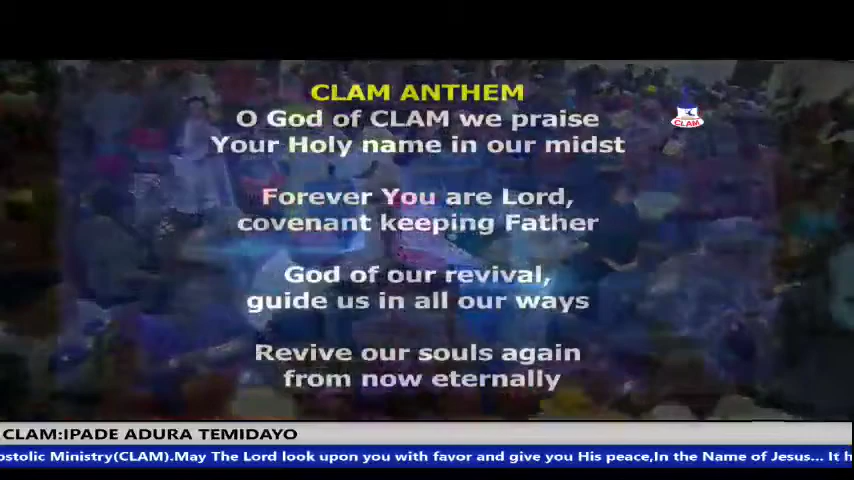 CLAM ANTHEM
O God of CLAM we praise
Your Holy name in our midst
CLAM
Forever You are Lord,
covenant keeping Father
God of our revival,
guide us in all our ways
Revive our souls again
from now eternally
CLAM:IPADE ADURA TEMIDAYO
ostolic Ministry(CLAM).May The Lord look upon you with favor and give you His peace,In the Name of Jesus... It h